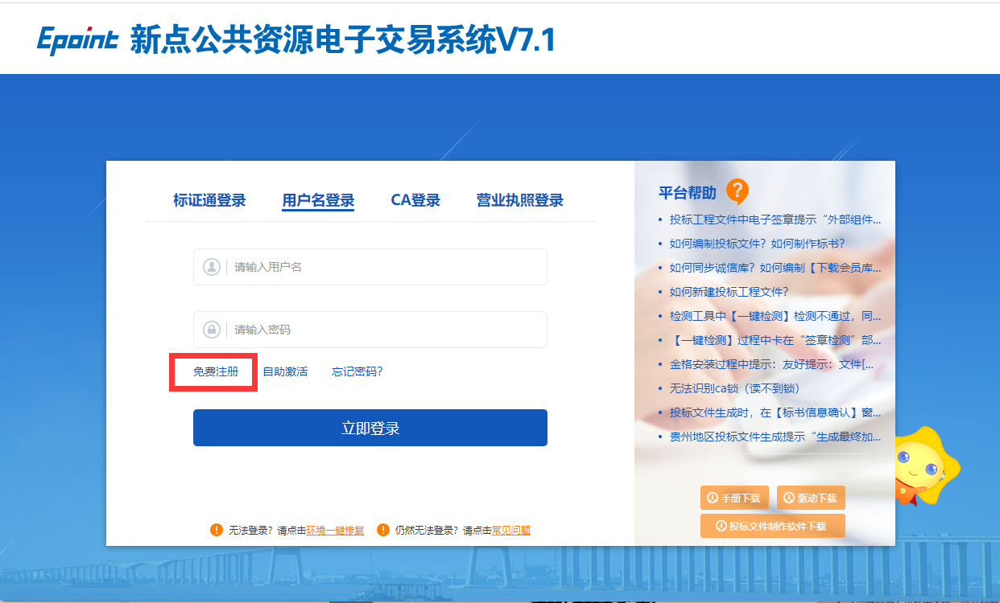 Epoint 新点公共资源电子交易系统V7.1
标证通登录 用户名登录 CA登录 营业执照登录
请输入用户名
请输入密码
免费注册 自助激活 忘记密码?
立即登录
无法登录？请点击环境一键修复 仍然无法登录？请点击常见问题
平台帮助 ?
• 投标工程文件中电子签章提示“外部组件...
• 如何编制投标文件？如何制作标书？
• 如何同步诚信库？如何编制【下载会员库...
• 如何新建投标工程文件？
• 检测工具中【一键检测】检测不通过，同...
• 【一键检测】过程中卡在“签章检测”部...
• 金格安装过程中提示：友好提示：文件[...
• 无法识别ca锁（读不到锁）
• 投标文件生成时，在【标书信息确认】窗...
• 贵州地区投标文件生成提示“生成最终加...
手册下载 驱动下载
投标文件制作软件下载